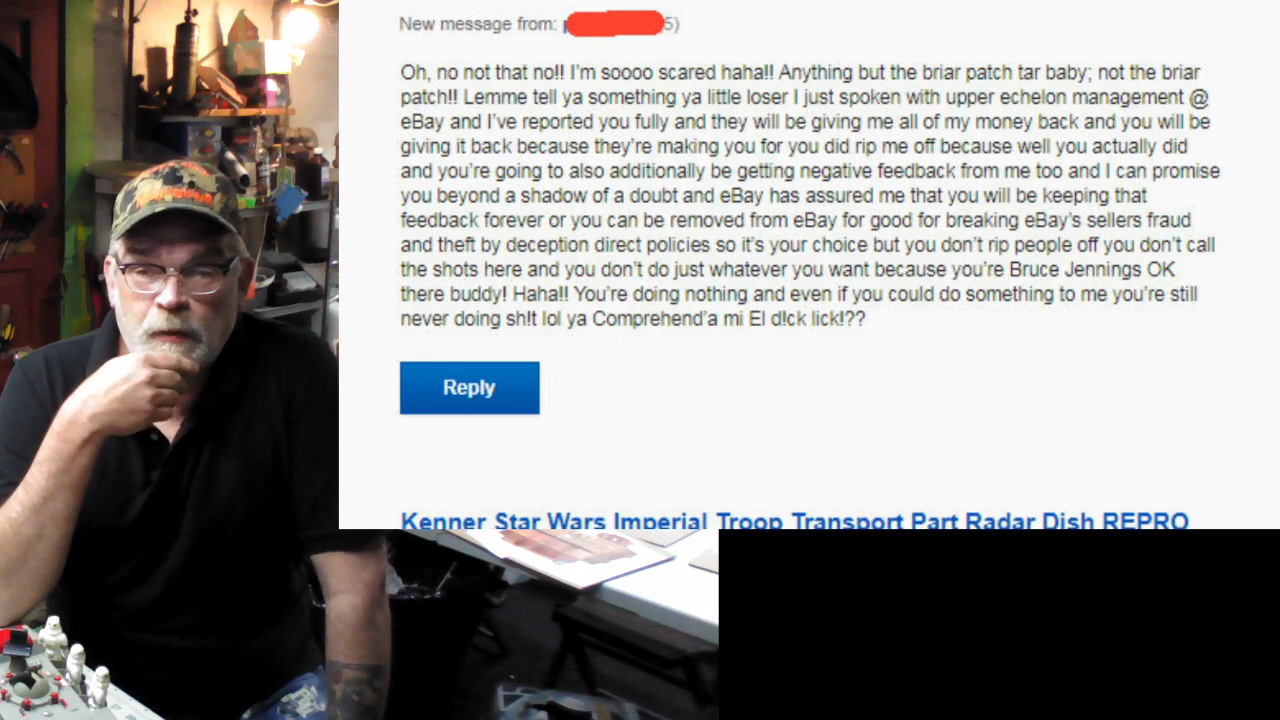 New message from: 5)
Oh, no not that no!! I'm soooo scared haha!! Anything but the briar patch tar baby; not the briar
patch!! Lemme tell ya something ya little loser I just spoken with upper echelon management @
eBay and I've reported you fully and they will be giving me all of my money back and you will be
giving it back because they're making you for you did rip me off because well you actually did
and you're going to also additionally be getting negative feedback from me too and I can promise
you beyond a shadow of a doubt and eBay has assured me that you will be keeping that
feedback forever or you can be removed from eBay for good for breaking eBay's sellers fraud
and theft by deception direct policies so it's your choice but you don't rip people off you don't call
the shots here and you don't do just whatever you want because you're Bruce Jennings OK
there buddy! Haha!! You're doing nothing and even if you could do something to me you're still
never doing sh!t lol ya Comprehend'a mi El d!ck lick!??
Reply
Kenner Star Wars Imperial Troop Transport Part Radar Dish REPRO